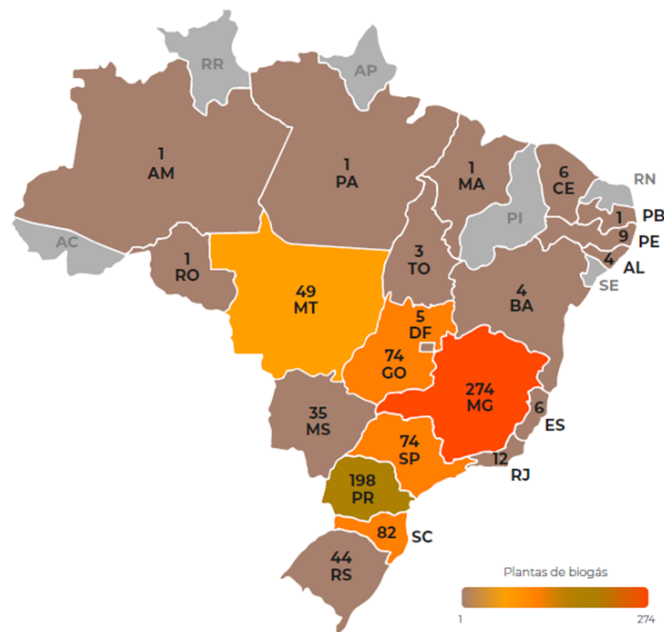 RR
AP
1
AM
1
PA
1
MA
6
CE
RN
1
PB
PI
9
PE
4
AL
SE
AC
1
RO
3
TO
4
BA
49
MT
5
DF
74
GO
274
MG
6
ES
35
MS
74
SP
12
RJ
198
PR
82
SC
44
RS
Plantas de biogás
1
274